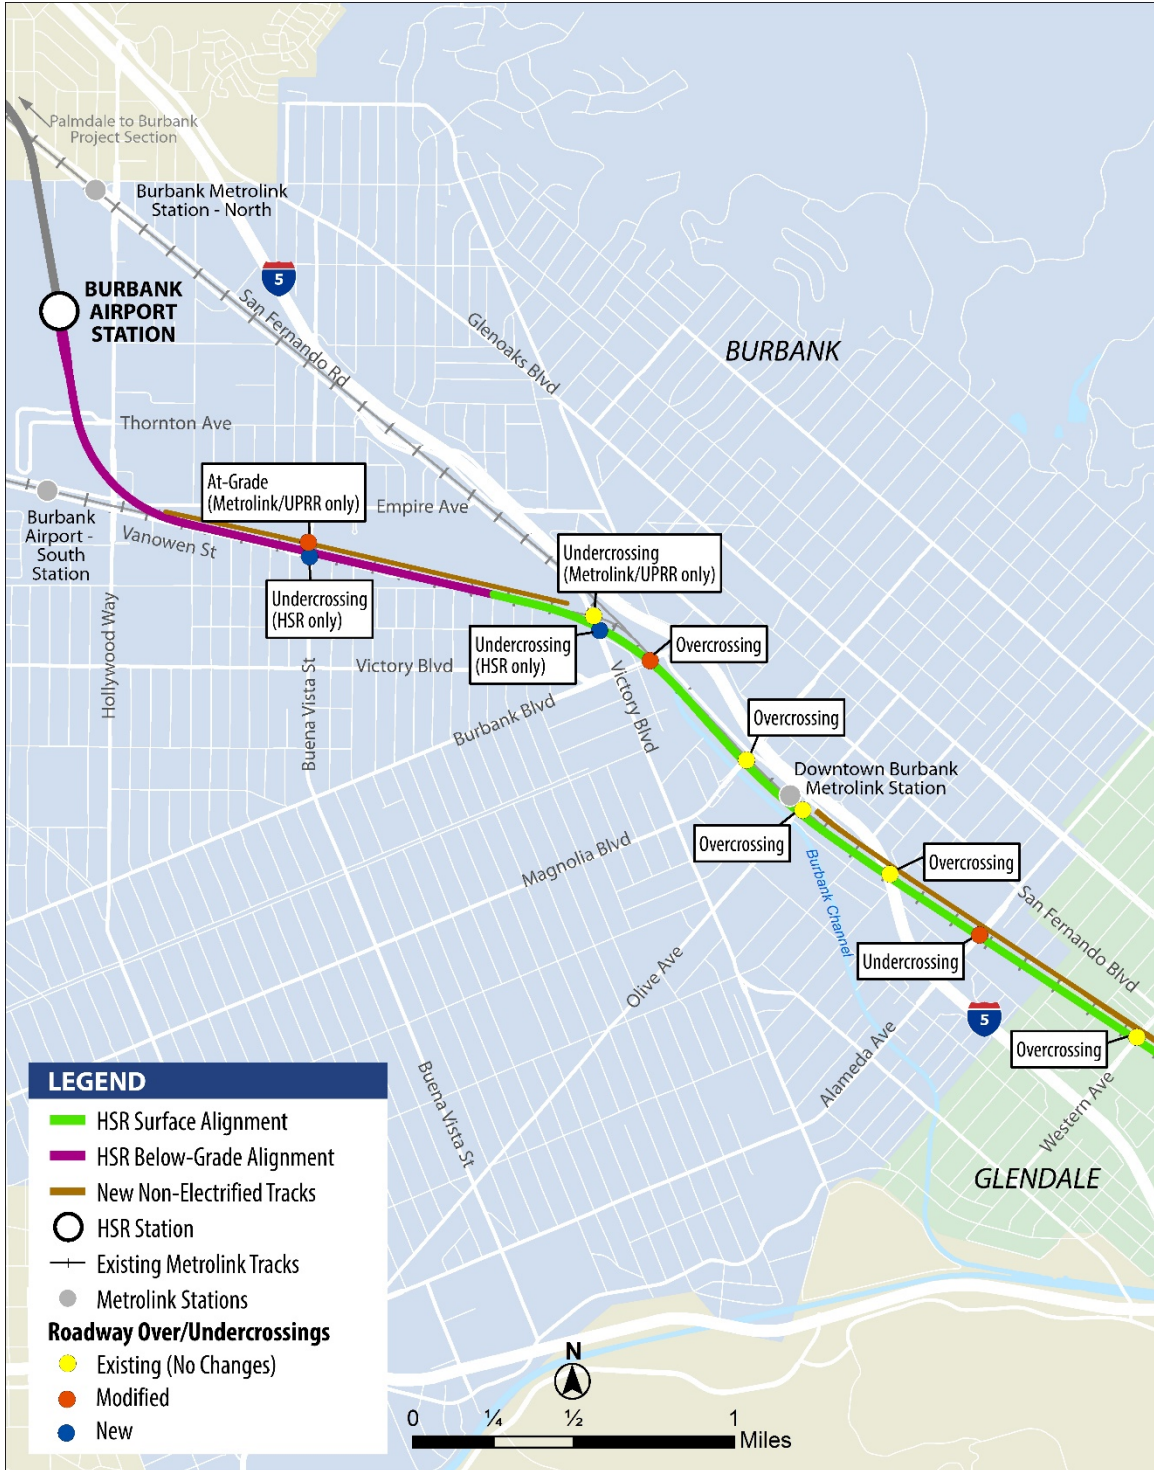 Palmdale to Burbank
Project Section
Burbank Metrolink
Station - North
5
BURBANK
AIRPORT
STATION
San Fernando Rd
Glenoaks Blvd
BURBANK
Thornton Ave
At-Grade
(Metrolink/UPRR only)
Empire Ave
Burbank
Airport -
South
Station
Vanowen St
Undercrossing
(Metrolink/UPRR only)
Undercrossing
(HSR only)
Undercrossing
(HSR only)
Overcrossing
Hollywood Way
Victory Blvd
Buena Vista St
Burbank Blvd
Victory Blvd
Overcrossing
Downtown Burbank
Metrolink Station
Overcrossing
Magnolia Blvd
Overcrossing
Burbank Channel
San Fernando Blvd
Undercrossing
Olive Ave
5
Overcrossing
Alameda Ave
Western Ave
Buena Vista St
GLENDALE
LEGEND
HSR Surface Alignment
HSR Below-Grade Alignment
New Non-Electrified Tracks
HSR Station
Existing Metrolink Tracks
Metrolink Stations
Roadway Over/Undercrossings
Existing (No Changes)
Modified
New
N
0 ¼ ½ 1
Miles